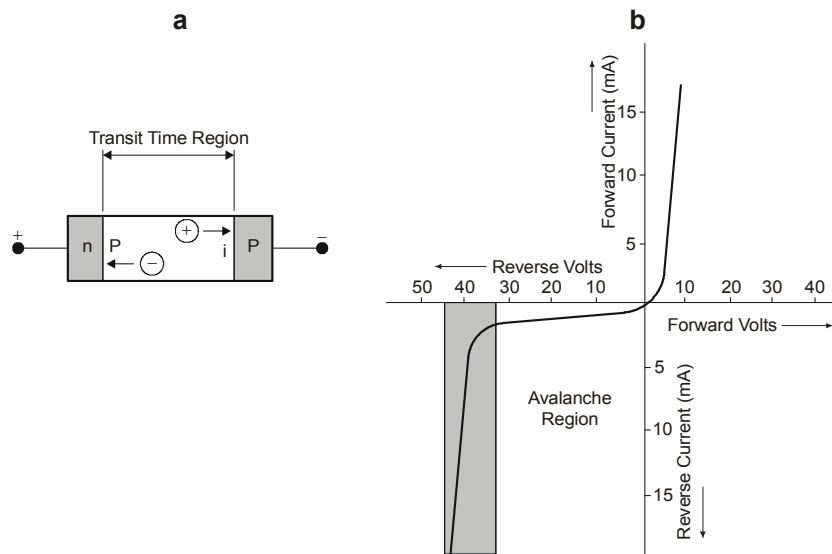 a
Transit Time Region
+
−
n
P
+
−
i
P
b
Forward Current (mA)
15
10
5
Reverse Volts
50 40 30 20 10 10 20 30 40
Forward Volts
Avalanche
Region
5
10
15
Reverse Current (mA)